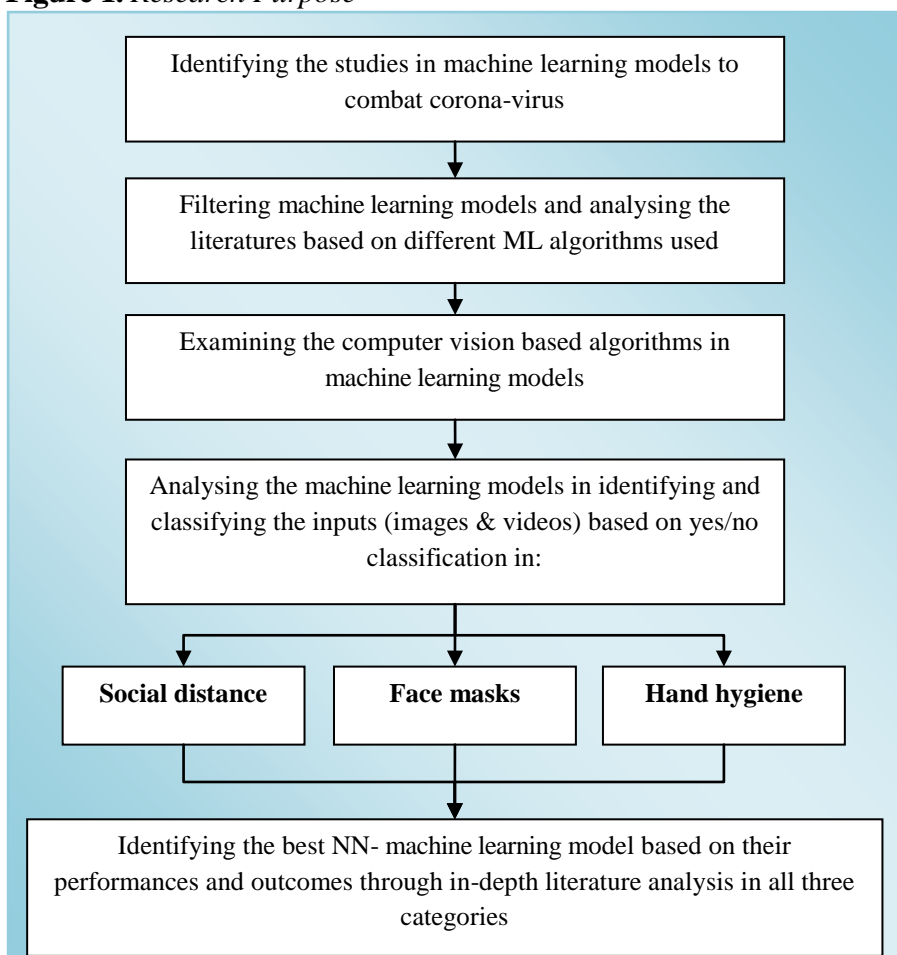 Figure 1. Research Purpose
Identifying the studies in machine learning models to
combat corona-virus
Filtering machine learning models and analysing the
literatures based on different ML algorithms used
Examining the computer vision based algorithms in
machine learning models
Analysing the machine learning models in identifying and
classifying the inputs (images & videos) based on yes/no
classification in:
Social distance
Face masks
Hand hygiene
Identifying the best NN- machine learning model based on their
performances and outcomes through in-depth literature analysis in all three
categories